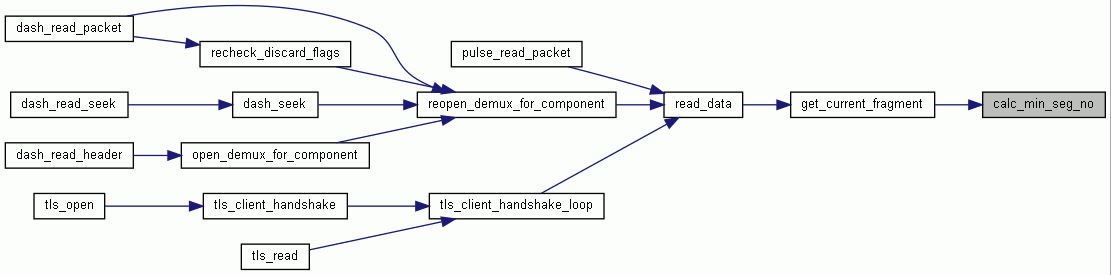 dash_read_packet
recheck_discard_flags
pulse_read_packet
dash_read_seek
dash_seek
reopen_demux_for_component
read_data
get_current_fragment
calc_min_seg_no
dash_read_header
open_demux_for_component
tls_open
tls_client_handshake
tls_client_handshake_loop
tls_read